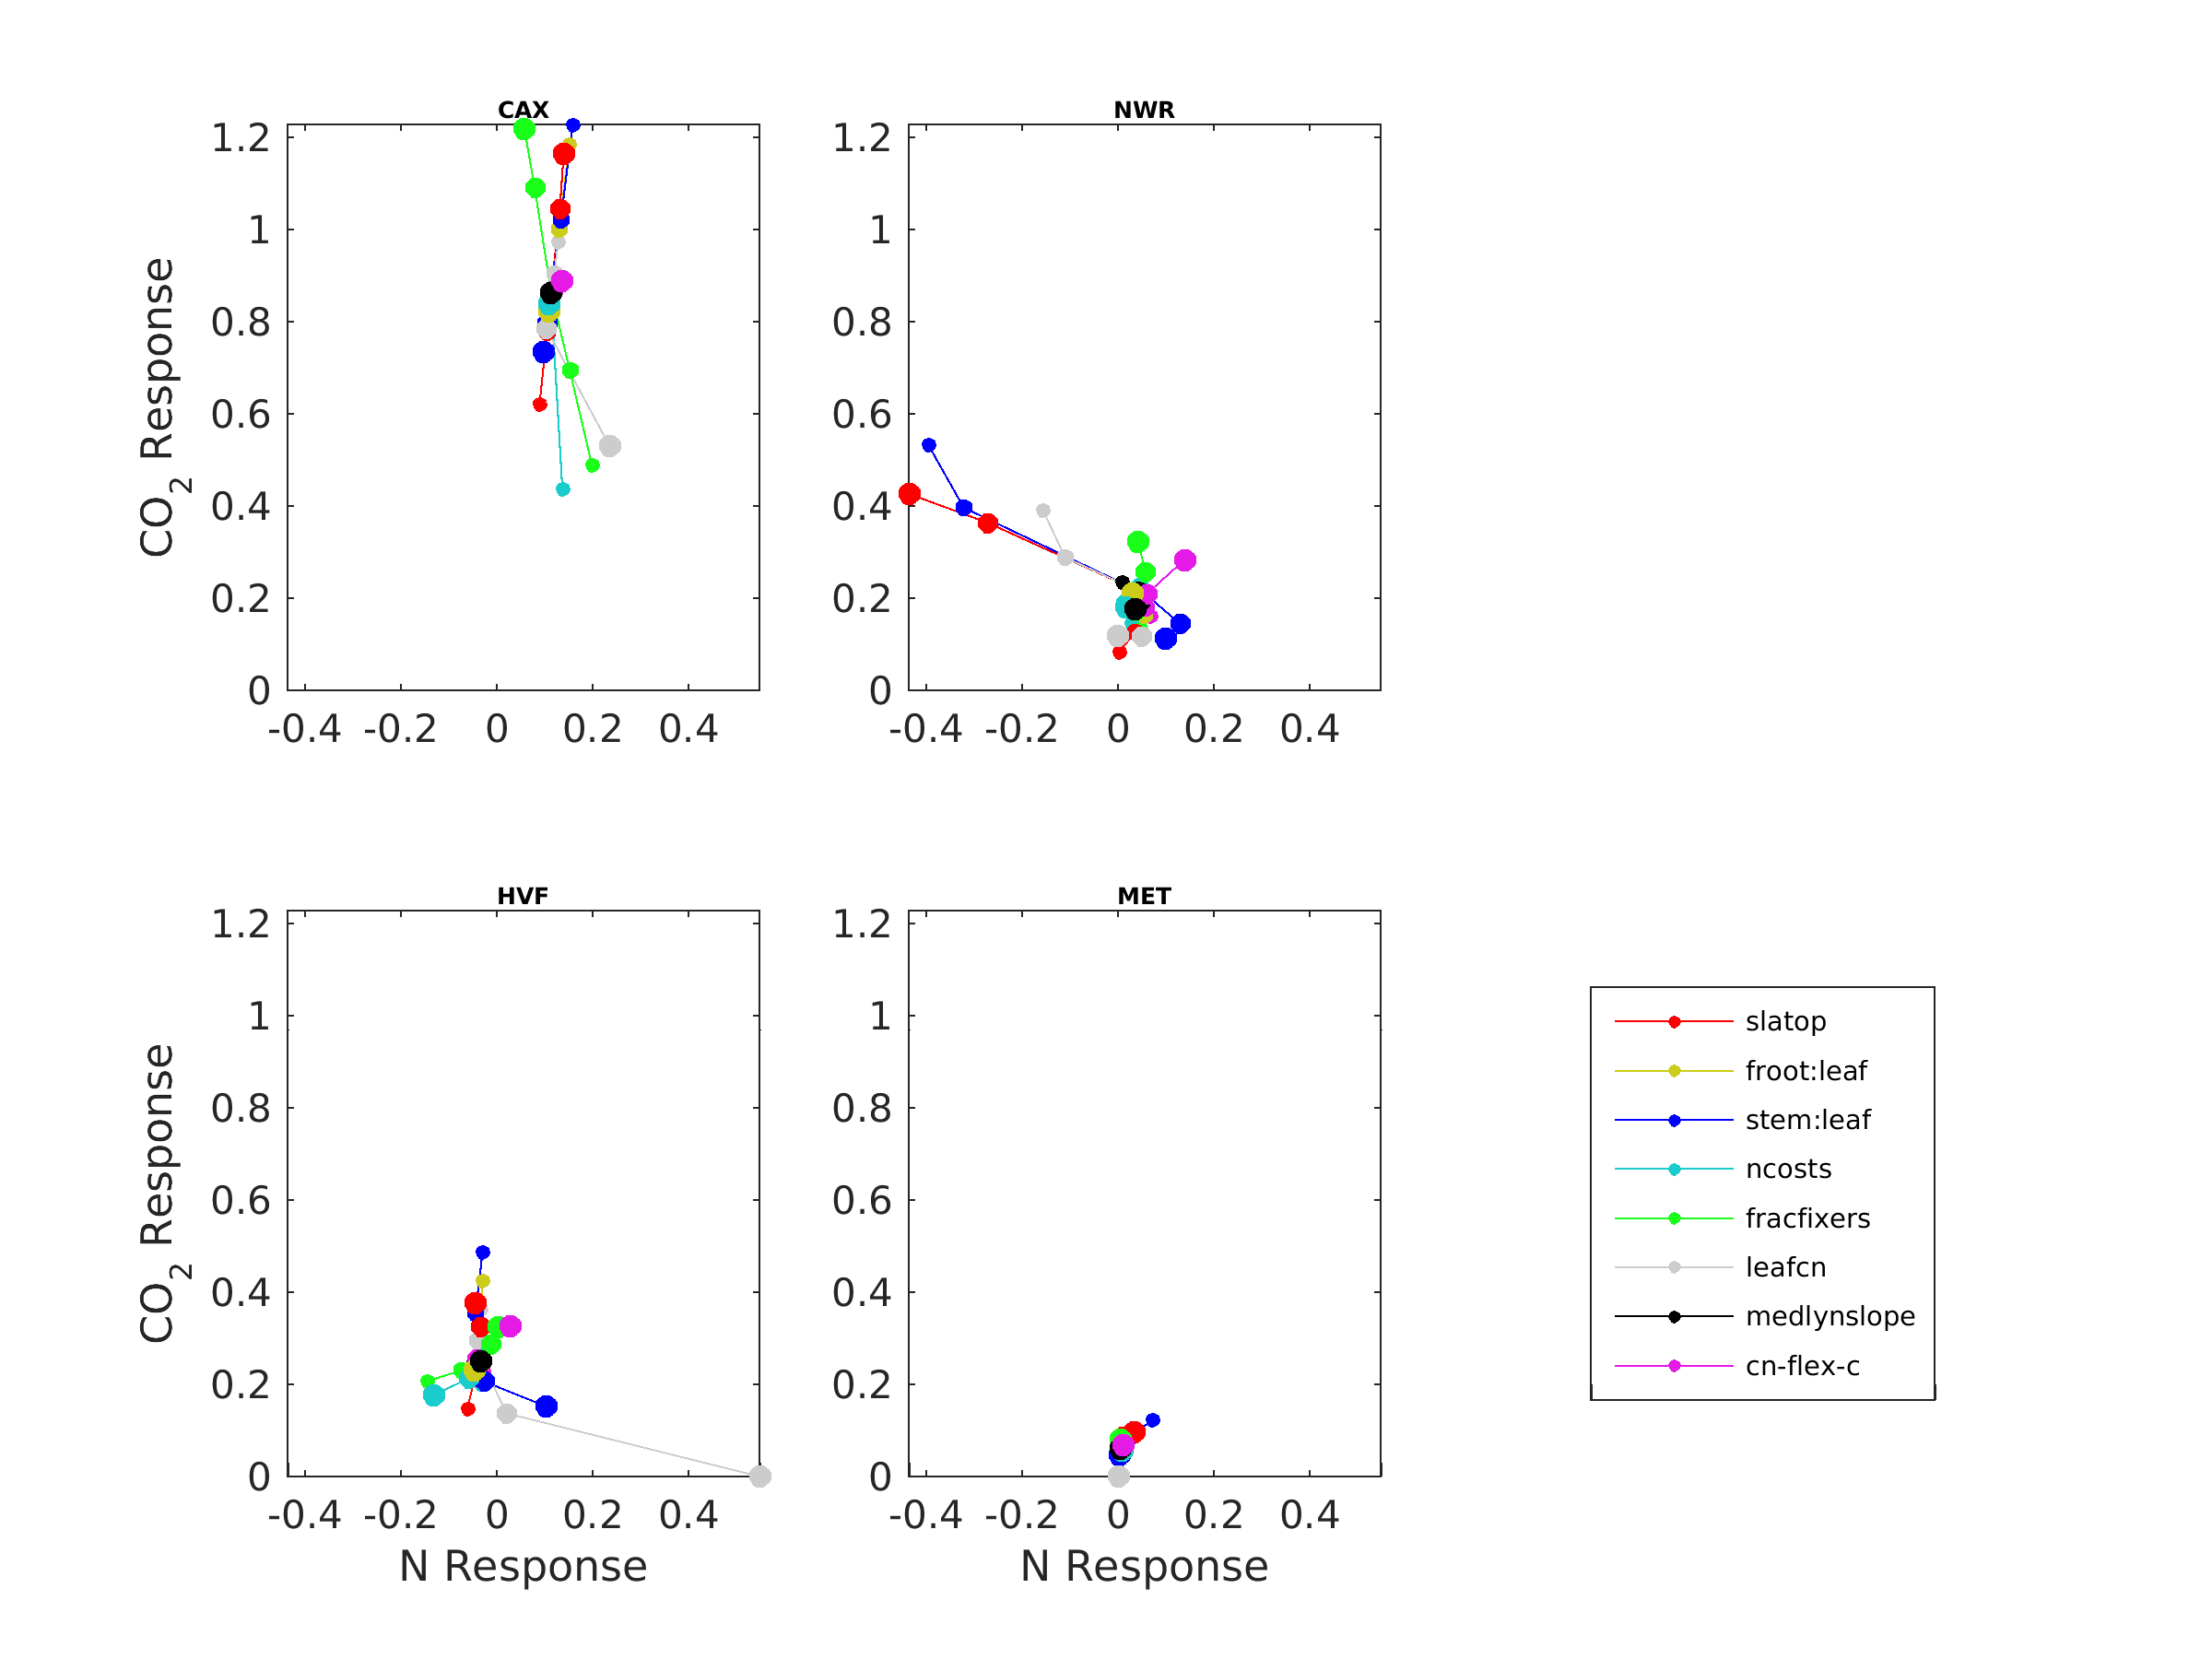 CAX
1.2
1
0.8
0.6
0.4
0.2
0
-0.4 -0.2 0 0.2 0.4
CO2 Response
NWR
1.2
1
0.8
0.6
0.4
0.2
0
-0.4 -0.2 0 0.2 0.4
HVF
1.2
1
0.8
0.6
0.4
0.2
0
-0.4 -0.2 0 0.2 0.4
CO2 Response
N Response
MET
1.2
1
0.8
0.6
0.4
0.2
0
-0.4 -0.2 0 0.2 0.4
N Response
slatop
froot:leaf
stem:leaf
ncosts
fracfixers
leafcn
medlynslope
cn-flex-c